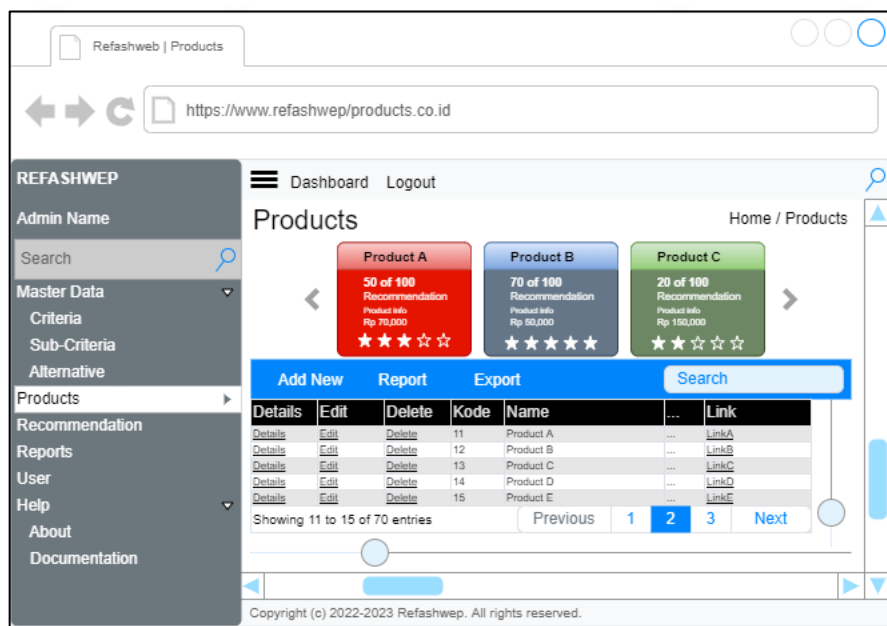 Refashweb | Products
https://www.refashwep/products.co.id
REFASHWEP
Admin Name
Search
Master Data
Criteria
Sub-Criteria
Alternative
Products
Recommendation
Reports
User
Help
About
Documentation
Dashboard Logout
Products
Home / Products
Product A
50 of 100
Recommendation
Product Info
Rp 70,000
Product B
70 of 100
Recommendation
Product Info
Rp 50,000
Product C
20 of 100
Recommendation
Product Info
Rp 150,000
Add New Report Export Search
Details Edit Delete Kode Name ... Link
Details Edit Delete 11 Product A ... LinkA
Details Edit Delete 12 Product B ... LinkB
Details Edit Delete 13 Product C ... LinkC
Details Edit Delete 14 Product D ... LinkD
Details Edit Delete 15 Product E ... LinkE
Showing 11 to 15 of 70 entries Previous 1 2 3 Next
Copyright (c) 2022-2023 Refashwep. All rights reserved.